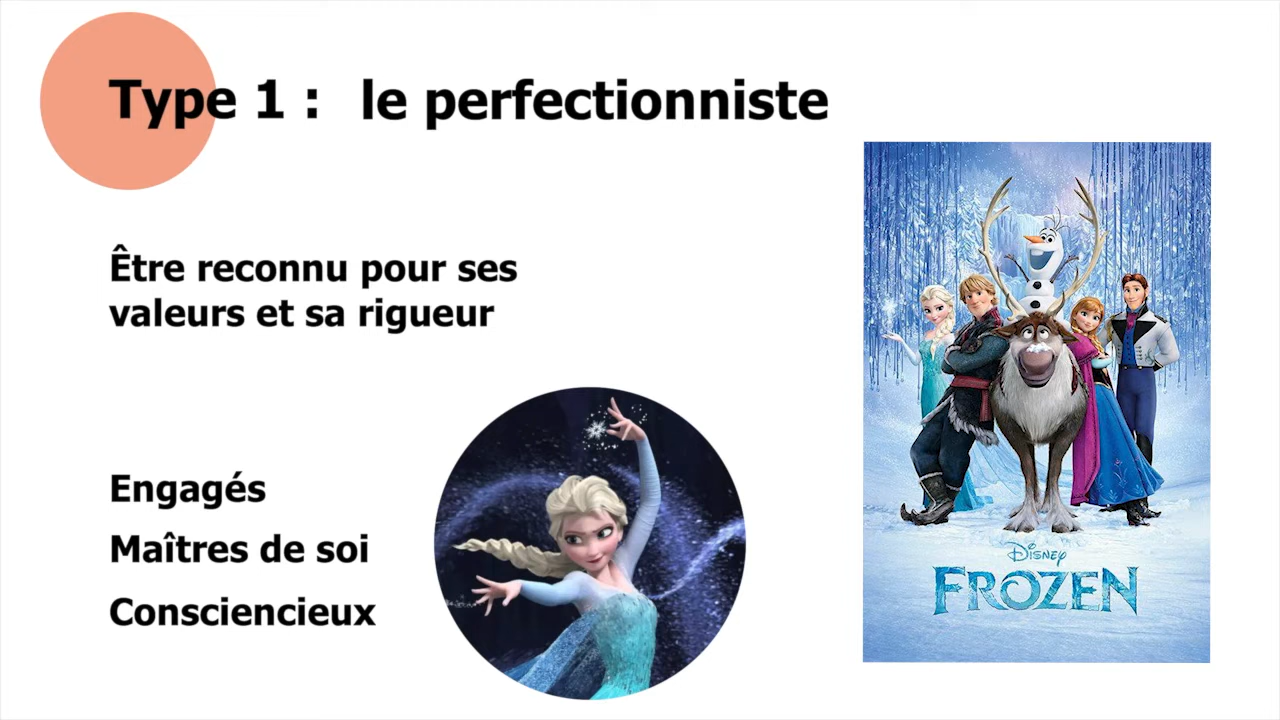 Type 1 : le perfectionniste
Être reconnu pour ses
valeurs et sa rigueur
Engagés
Maîtres de soi
Consciencieux
Disney
FROZEN